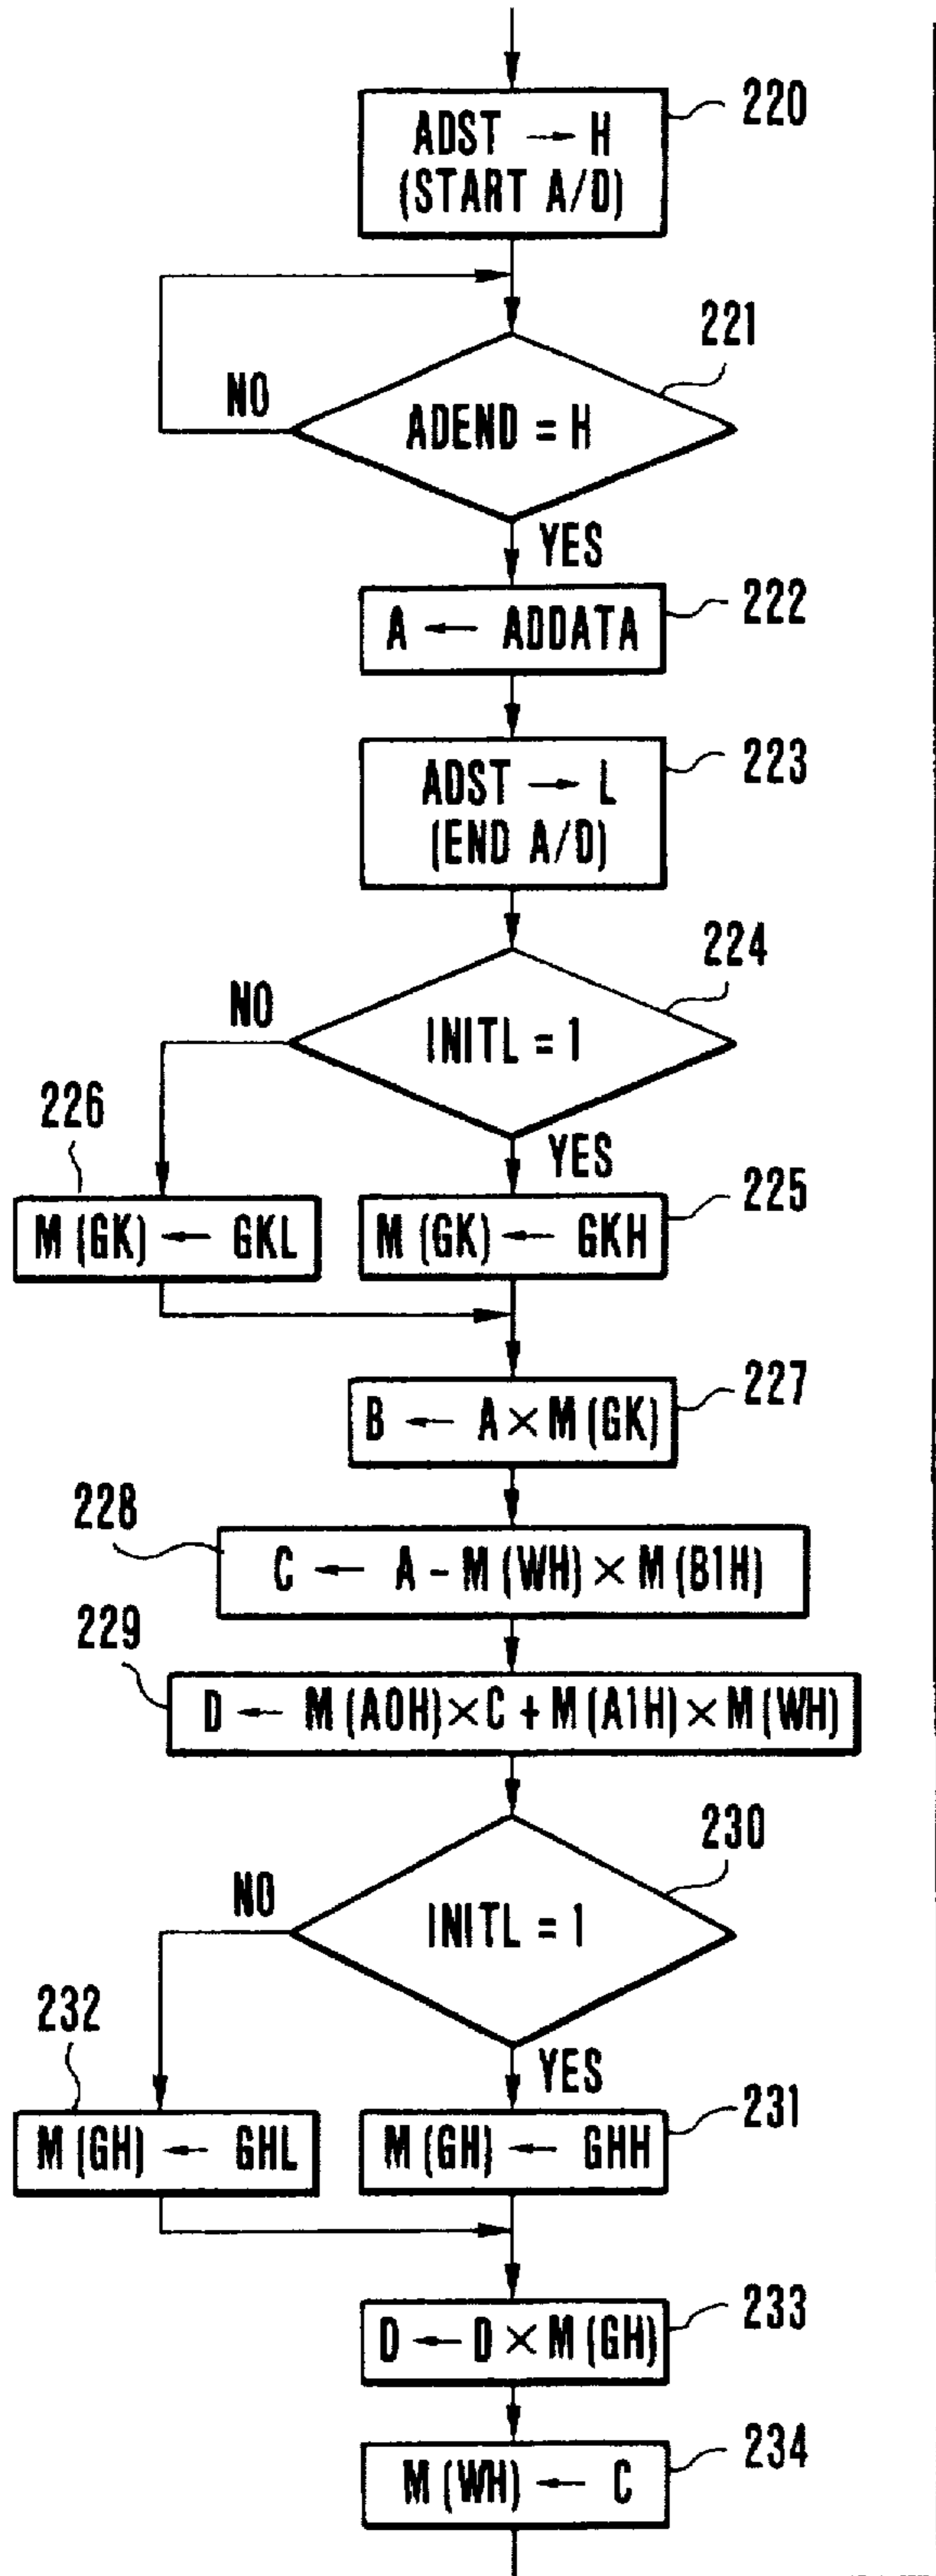 220
ADST → H
(START A/D)
221
NO
ADEND = H
YES
222
A ← ADDATA
223
ADST → L
(END A/D)
224
NO
INITL = 1
226
YES
225
M(GK) ← GKL
M(GK) ← GKH
227
B ← A × M(GK)
228
C ← A - M(WH) × M(B1H)
229
D ← M(A0H) × C + M(A1H) × M(WH)
230
NO
INITL = 1
232
YES
231
M(GH) ← GHL
M(GH) ← GHH
233
D ← D × M(GH)
234
M(WH) ← C